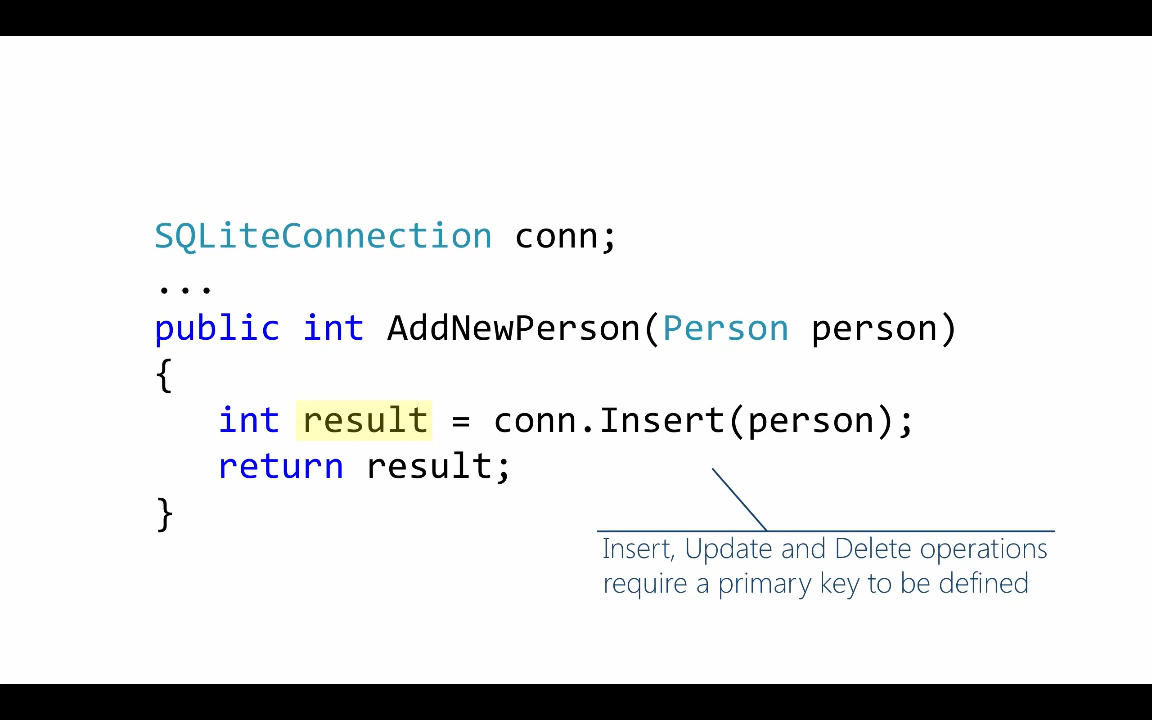 SQLiteConnection conn;
...
public int AddNewPerson(Person person)
{
   int result = conn.Insert(person);
   return result;
}
Insert, Update and Delete operations
require a primary key to be defined